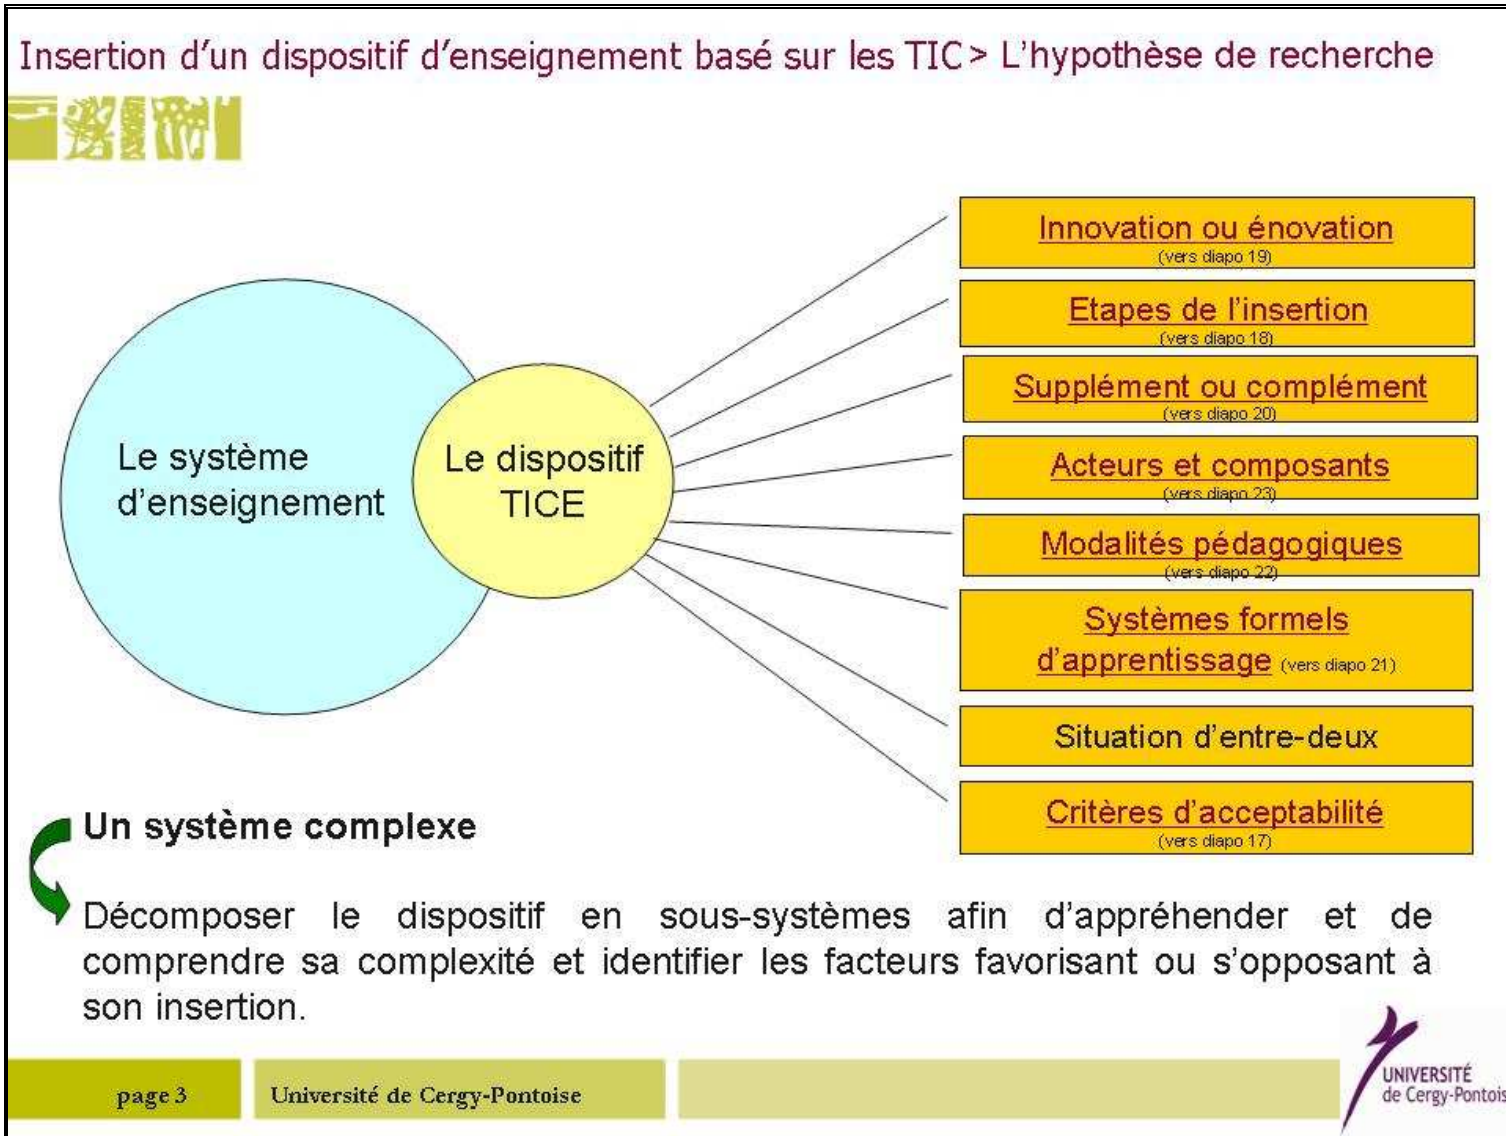 Insertion d'un dispositif d'enseignement basé sur les TIC > L'hypothèse de recherche
Le système
d'enseignement
Le dispositif
TICE
Innovation ou énovation
(vers diapo 19)
Etapes de l'insertion
(vers diapo 18)
Supplément ou complément
(vers diapo 20)
Acteurs et composants
(vers diapo 23)
Modalités pédagogiques
(vers diapo 22)
Systèmes formels
d'apprentissage (vers diapo 21)
Situation d'entre-deux
Critères d'acceptabilité
(vers diapo 17)
Un système complexe
Décomposer le dispositif en sous-systèmes afin d'appréhender et de
comprendre sa complexité et identifier les facteurs favorisant ou s'opposant à
son insertion.
page 3
Université de Cergy-Pontoise
UNIVERSITÉ
de Cergy-Pontois